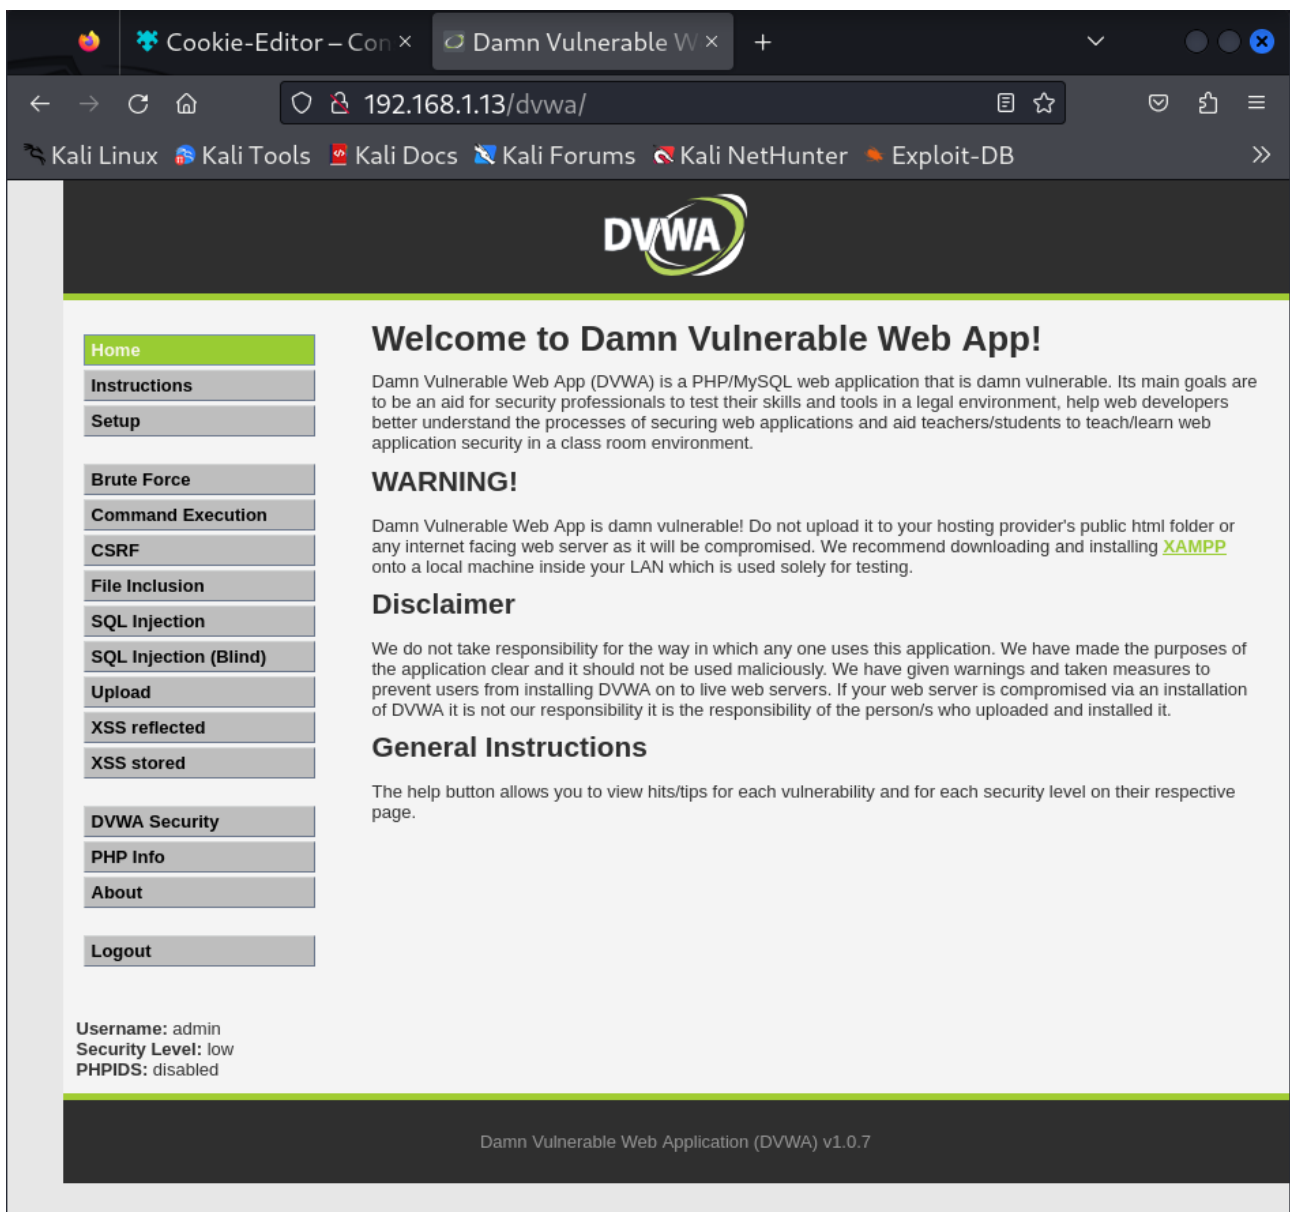 Cookie-Editor – Con
Damn Vulnerable W
192.168.1.13/dvwa/
Kali Linux Kali Tools Kali Docs Kali Forums Kali NetHunter Exploit-DB
DVWA
Home
Instructions
Setup
Brute Force
Command Execution
CSRF
File Inclusion
SQL Injection
SQL Injection (Blind)
Upload
XSS reflected
XSS stored
DVWA Security
PHP Info
About
Logout
Username: admin
Security Level: low
PHPIDS: disabled
Welcome to Damn Vulnerable Web App!
Damn Vulnerable Web App (DVWA) is a PHP/MySQL web application that is damn vulnerable. Its main goals are
to be an aid for security professionals to test their skills and tools in a legal environment, help web developers
better understand the processes of securing web applications and aid teachers/students to teach/learn web
application security in a class room environment.
WARNING!
Damn Vulnerable Web App is damn vulnerable! Do not upload it to your hosting provider's public html folder or
any internet facing web server as it will be compromised. We recommend downloading and installing XAMPP
onto a local machine inside your LAN which is used solely for testing.
Disclaimer
We do not take responsibility for the way in which any one uses this application. We have made the purposes of
the application clear and it should not be used maliciously. We have given warnings and taken measures to
prevent users from installing DVWA on to live web servers. If your web server is compromised via an installation
of DVWA it is not our responsibility it is the responsibility of the person/s who uploaded and installed it.
General Instructions
The help button allows you to view hits/tips for each vulnerability and for each security level on their respective
page.
Damn Vulnerable Web Application (DVWA) v1.0.7